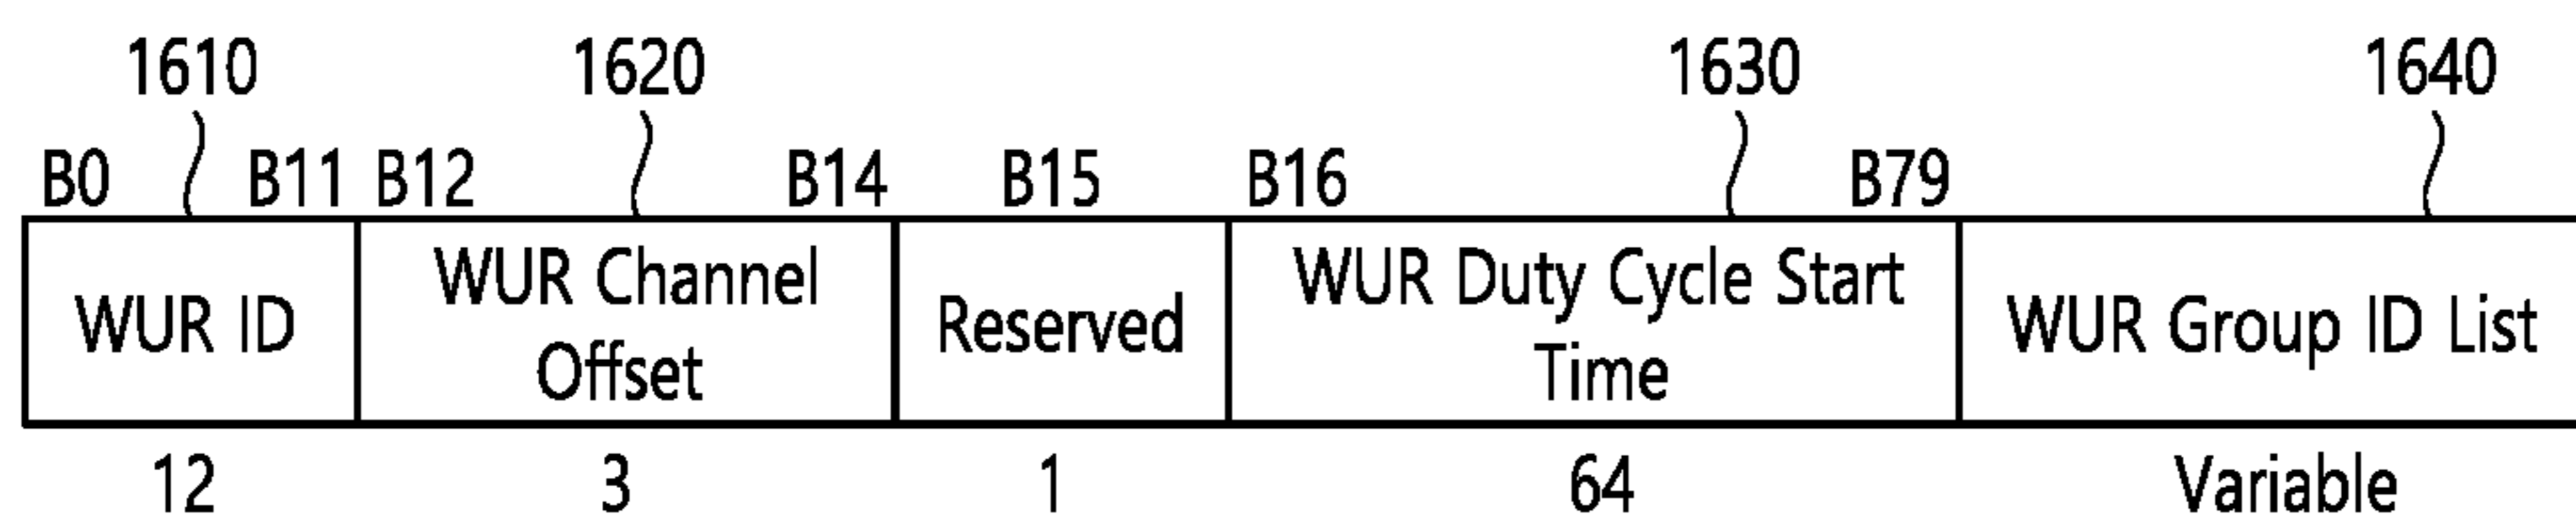 1610 1620 1630 1640
B0 B11 B12 B14 B15 B16 B79
WUR ID
WUR Channel
Offset
Reserved
WUR Duty Cycle Start
Time
WUR Group ID List
12 3 1 64 Variable